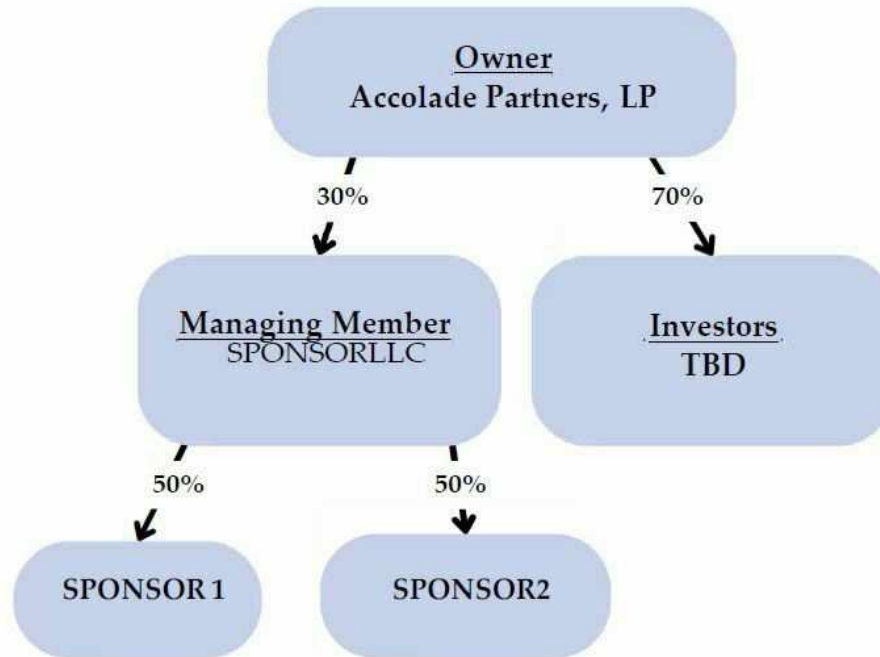 Owner
Accolade Partners, LP
30%
70%
Managing Member
SPONSORLLC
Investors
TBD
50%
50%
SPONSOR 1
SPONSOR2